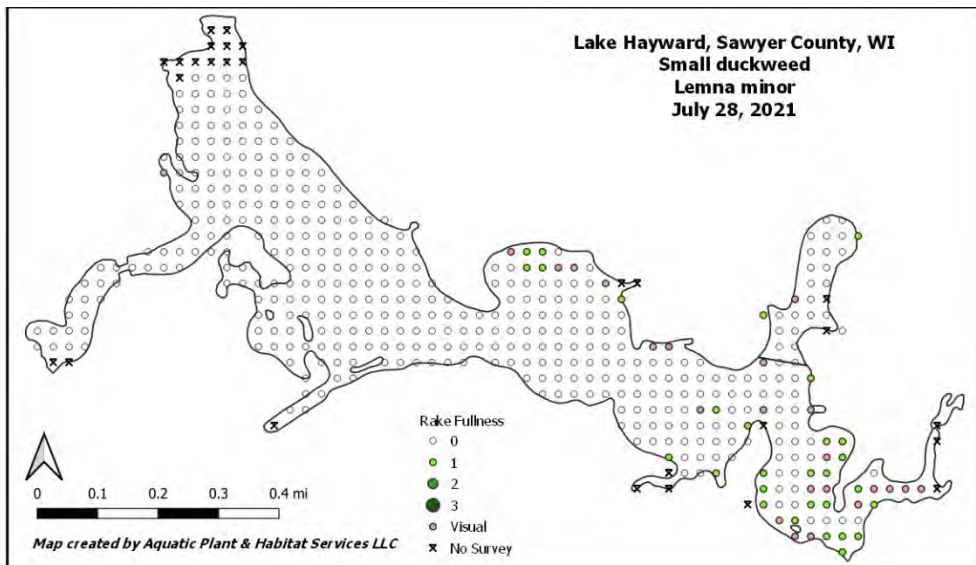 Lake Hayward, Sawyer County, WI
Small duckweed
Lemna minor
July 28, 2021
Rake Fullness
0
1
2
3
Visual
No Survey
0 0.1 0.2 0.3 0.4 mi
Map created by Aquatic Plant & Habitat Services LLC